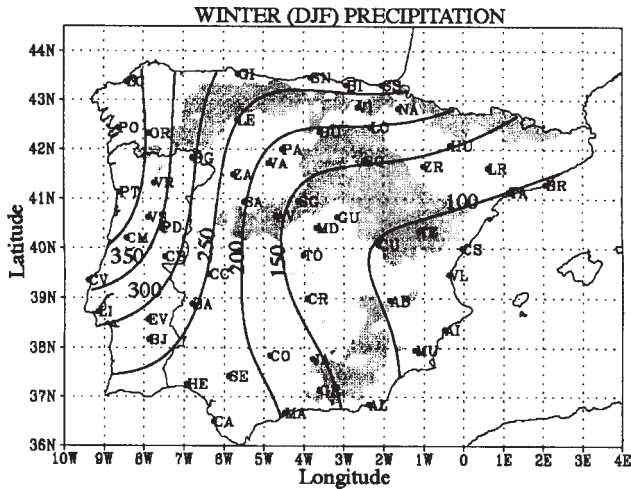 WINTER (DJF) PRECIPITATION
44N
GI SN BI SS
43N
LE VI NA
PO OR BU LO
42N
BG PA VA SO HU
ZR LR
PT VR ZA
41N
SA SG TA BR
100
VS AV GU
PD MD TE
CM CU
40N
350 CB 250 200 150 TO CS
CV 300 CC VL
39N
LI BA CR AB
EV AI
BJ
38N
CO JA MU
SE
HE GR
37N
CA MA AL
36N
10W 9W 8W 7W 6W 5W 4W 3W 2W 1W 0 1E 2E 3E 4E
Longitude
Latitude